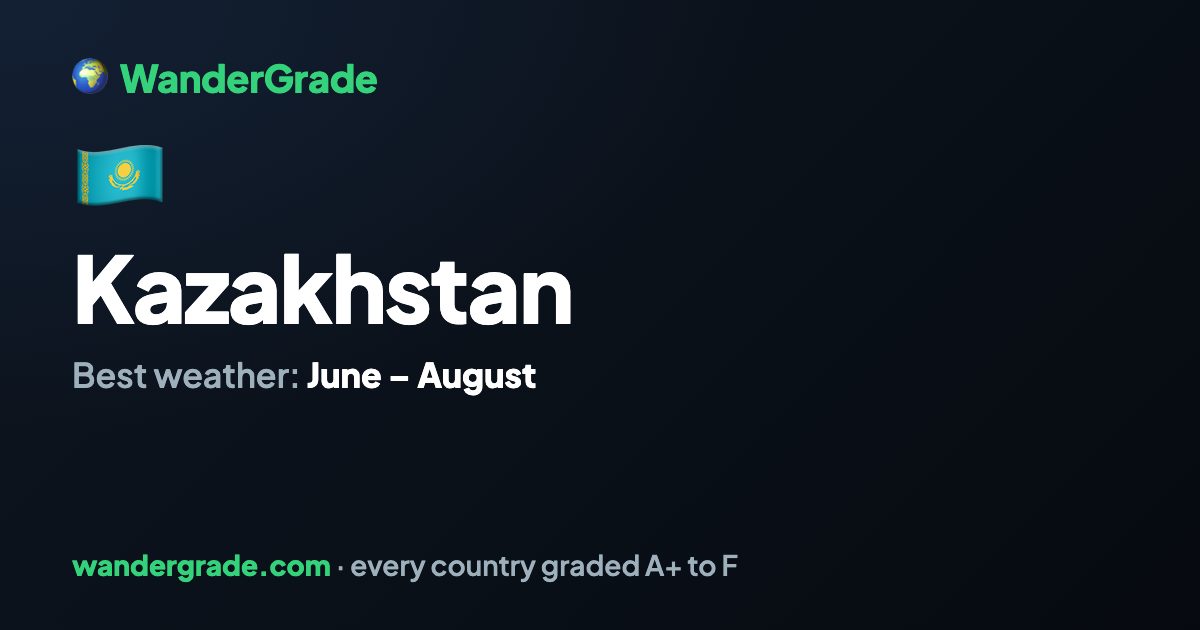 WanderGrade
Kazakhstan
Best weather: June – August
wandergrade.com · every country graded A+ to F